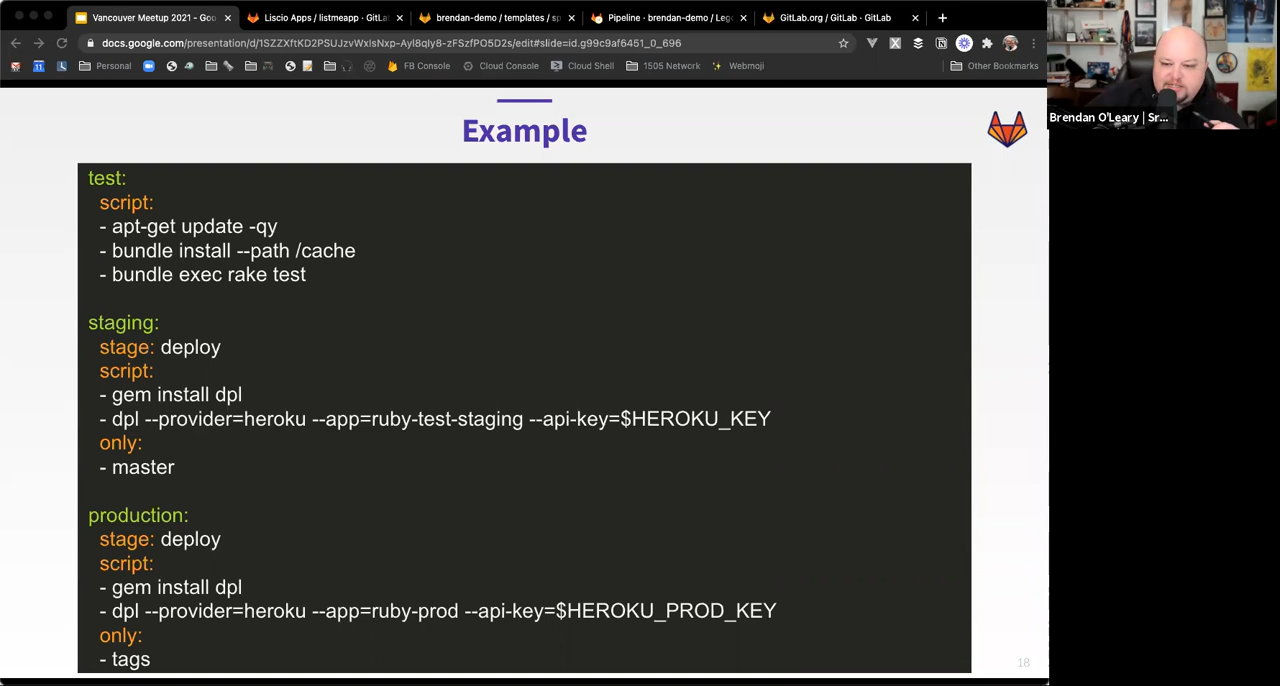 Vancouver Meetup 2021 - Goo
Liscio Apps / listmeapp · GitLa
brendan-demo / templates / sp
Pipeline · brendan-demo / Lego
GitLab.org / GitLab · GitLab
docs.google.com/presentation/d/1SZZXftKD2PSUJzvWxIsNxp-Ayl8qIy8-zFSzfPO5D2s/edit#slide=id.g99c9af6451_0_696
11
Personal
FB Console
Cloud Console
Cloud Shell
1505 Network
Webmoji
Other Bookmarks
Brendan O'Leary | Sr...
Example
test:
script:
- apt-get update -qy
- bundle install --path /cache
- bundle exec rake test
staging:
stage: deploy
script:
- gem install dpl
- dpl --provider=heroku --app=ruby-test-staging --api-key=$HEROKU_KEY
only:
- master
production:
stage: deploy
script:
- gem install dpl
- dpl --provider=heroku --app=ruby-prod --api-key=$HEROKU_PROD_KEY
only:
- tags
18